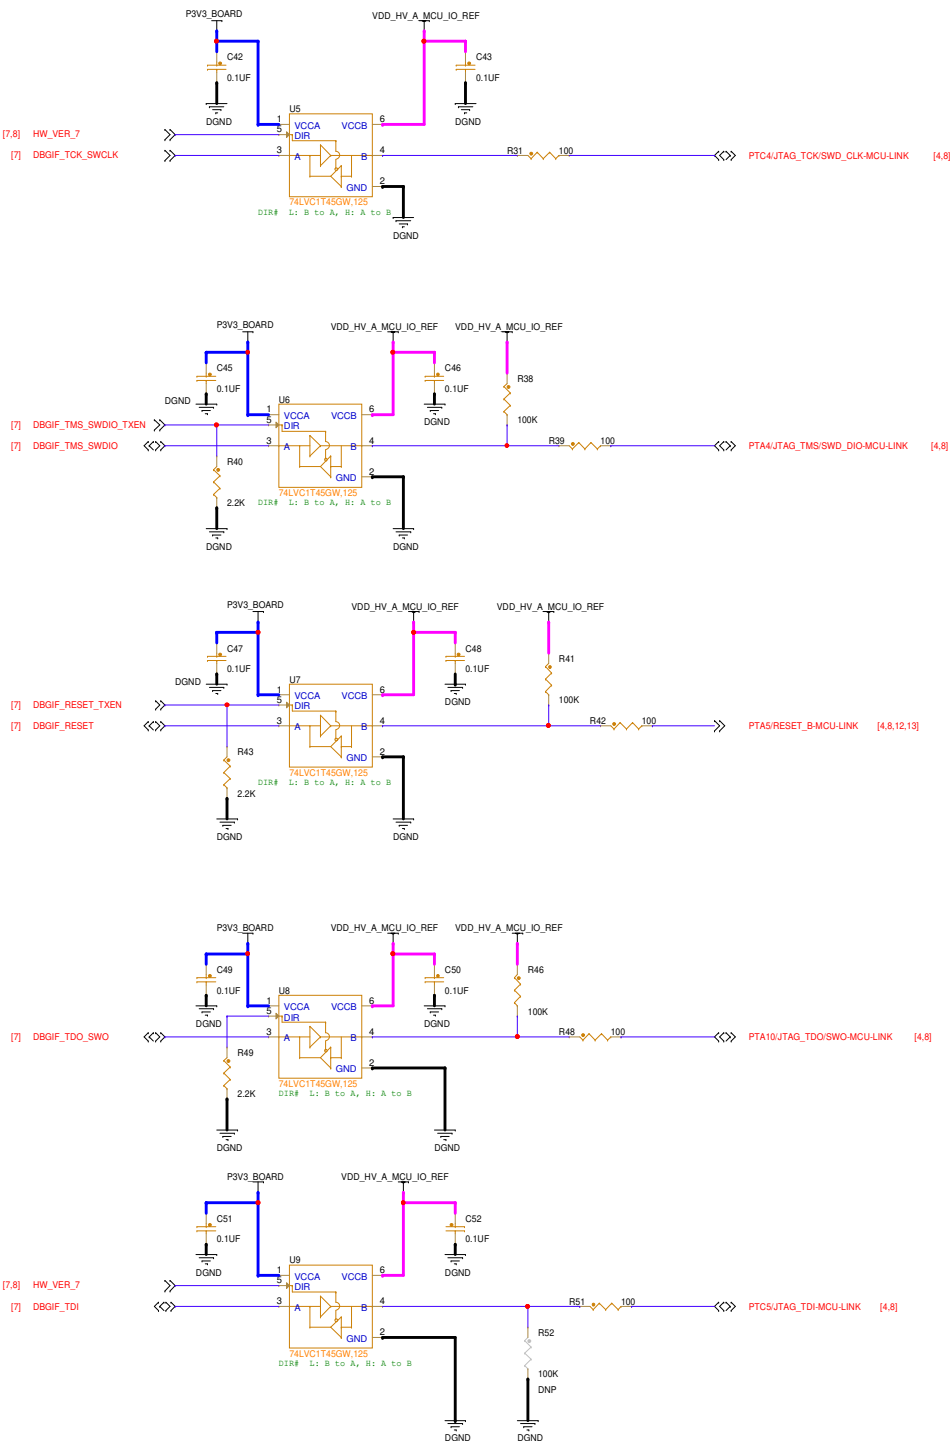 P3V3_BOARD
VDD_HV_A_MCU_IO_REF
C42
0.1UF
DGND
C43
0.1UF
DGND
U5
1 VCCA VCCB 6
[7,8] HW_VER_7
5 DIR
[7] DBGIF_TCK_SWCLK
3 A B 4
R31 100
PTC4/JTAG_TCK/SWD_CLK-MCU-LINK [4,8]
GND 2
74LVC1T45GW,125
DIR# L: B to A, H: A to B
DGND
P3V3_BOARD
VDD_HV_A_MCU_IO_REF
VDD_HV_A_MCU_IO_REF
C45
0.1UF
DGND
C46
0.1UF
DGND
R38
100K
U6
1 VCCA VCCB 6
[7] DBGIF_TMS_SWDIO_TXEN
5 DIR
[7] DBGIF_TMS_SWDIO
3 A B 4
R39 100
PTA4/JTAG_TMS/SWD_DIO-MCU-LINK [4,8]
R40
2.2K
GND 2
74LVC1T45GW,125
DIR# L: B to A, H: A to B
DGND
DGND
P3V3_BOARD
VDD_HV_A_MCU_IO_REF
VDD_HV_A_MCU_IO_REF
C47
0.1UF
DGND
C48
0.1UF
DGND
R41
100K
U7
1 VCCA VCCB 6
[7] DBGIF_RESET_TXEN
5 DIR
[7] DBGIF_RESET
3 A B 4
R42 100
PTA5/RESET_B-MCU-LINK [4,8,12,13]
R43
2.2K
GND 2
74LVC1T45GW,125
DIR# L: B to A, H: A to B
DGND
DGND
P3V3_BOARD
VDD_HV_A_MCU_IO_REF
VDD_HV_A_MCU_IO_REF
C49
0.1UF
DGND
C50
0.1UF
DGND
R46
100K
U8
1 VCCA VCCB 6
5 DIR
[7] DBGIF_TDO_SWO
3 A B 4
R48 100
PTA10/JTAG_TDO/SWO-MCU-LINK [4,8]
R49
2.2K
GND 2
74LVC1T45GW,125
DIR# L: B to A, H: A to B
DGND
DGND
P3V3_BOARD
VDD_HV_A_MCU_IO_REF
C51
0.1UF
DGND
C52
0.1UF
DGND
U9
1 VCCA VCCB 6
[7,8] HW_VER_7
5 DIR
[7] DBGIF_TDI
3 A B 4
R51 100
PTC5/JTAG_TDI-MCU-LINK [4,8]
GND 2
R52
100K
DNP
74LVC1T45GW,125
DIR# L: B to A, H: A to B
DGND
DGND